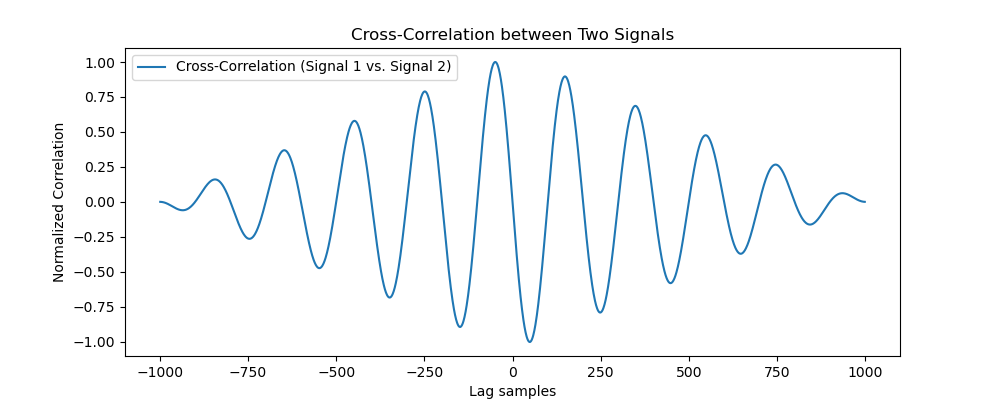 Cross-Correlation between Two Signals
Cross-Correlation (Signal 1 vs. Signal 2)
Normalized Correlation
1.00
0.75
0.50
0.25
0.00
−0.25
−0.50
−0.75
−1.00
−1000 −750 −500 −250 0 250 500 750 1000
Lag samples